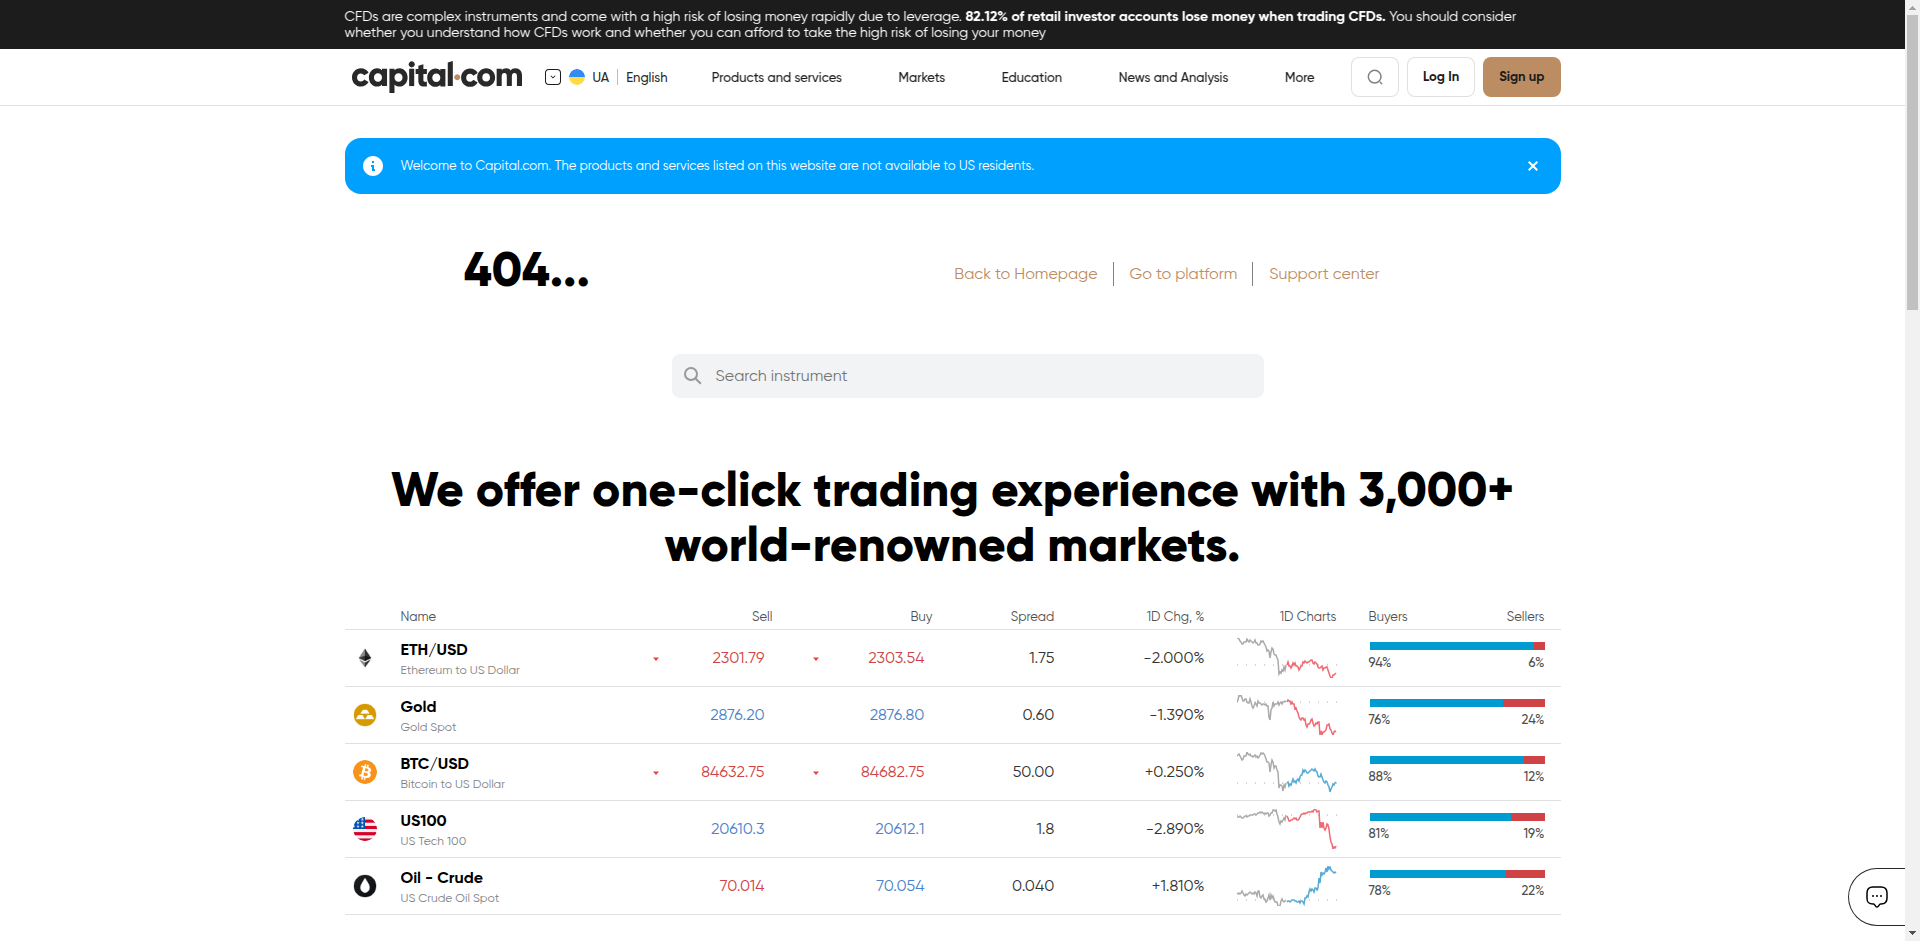 CFDs are complex instruments and come with a high risk of losing money rapidly due to leverage. 82.12% of retail investor accounts lose money when trading CFDs. You should consider
whether you understand how CFDs work and whether you can afford to take the high risk of losing your money
capital.com UA English Products and services Markets Education News and Analysis More Log In Sign up
Welcome to Capital.com. The products and services listed on this website are not available to US residents.
404...
Back to Homepage Go to platform Support center
Search instrument
We offer one-click trading experience with 3,000+
world-renowned markets.
Name Sell Buy Spread 1D Chg, % 1D Charts Buyers Sellers
ETH/USD 2301.79 2303.54 1.75 -2.000% 94% 6%
Ethereum to US Dollar
Gold 2876.20 2876.80 0.60 -1.390% 76% 24%
Gold Spot
BTC/USD 84632.75 84682.75 50.00 +0.250% 88% 12%
Bitcoin to US Dollar
US100 20610.3 20612.1 1.8 -2.890% 81% 19%
US Tech 100
Oil - Crude 70.014 70.054 0.040 +1.810% 78% 22%
US Crude Oil Spot